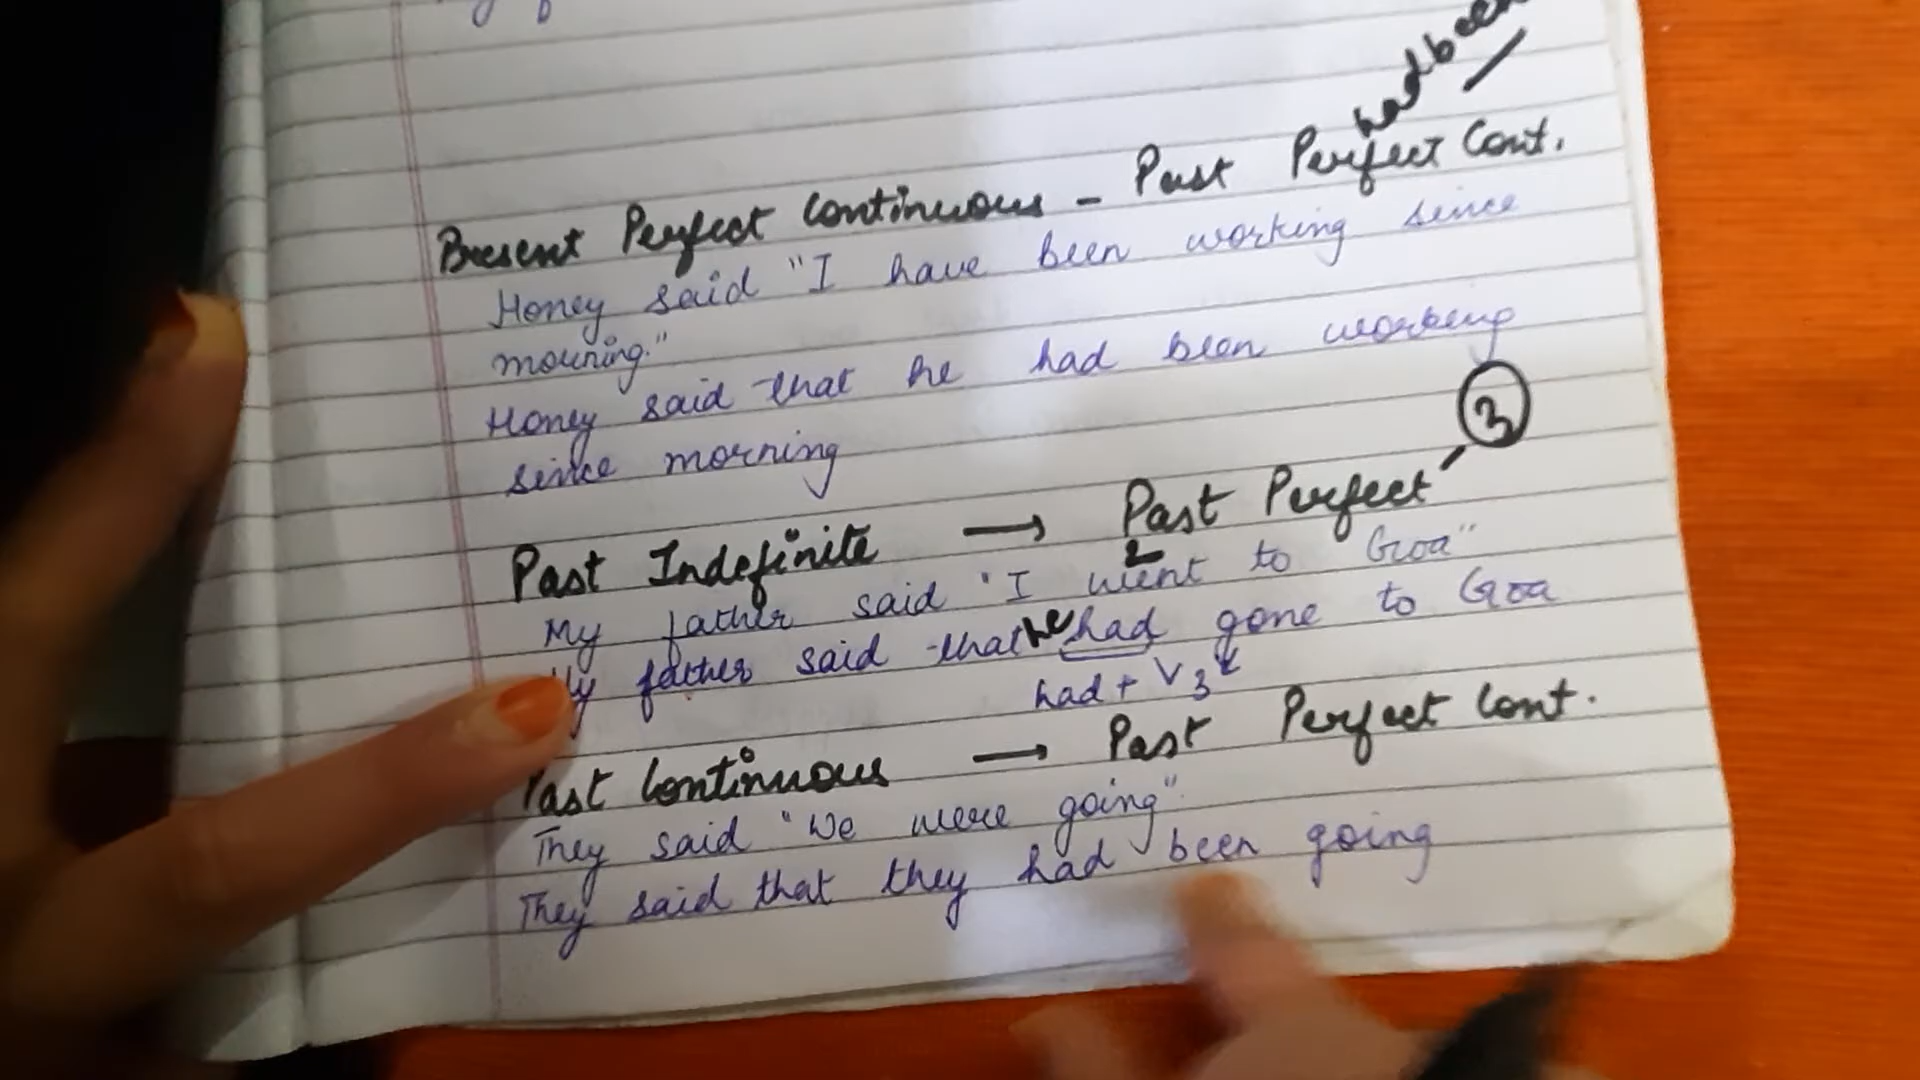 had been
Present Perfect Continuous - Past Perfect Cont.
Honey said "I have been working since
morning."
Honey said that he had been working
since morning
3
Past Indefinite → Past Perfect -
2
My father said "I went to Goa"
My father said that he had gone to Goa
had + V3
Past Continuous → Past Perfect Cont.
They said "We were going"
They said that they had been going